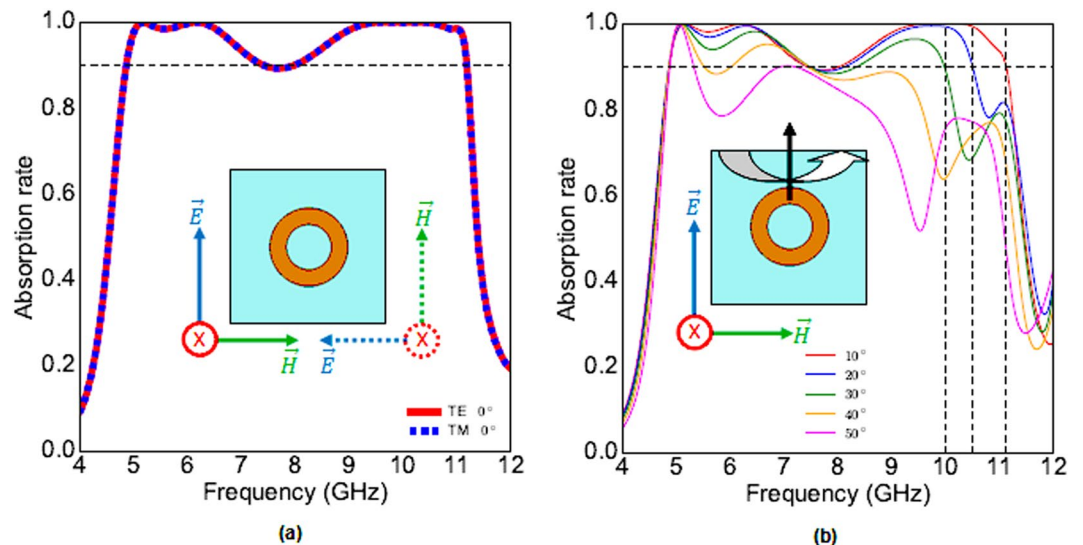 Absorption rate
1.0
0.8
0.6
0.4
0.2
0.0
4 5 6 7 8 9 10 11 12
Frequency (GHz)
E
H
X
H
E
X
TE 0°
TM 0°
(a)
Absorption rate
1.0
0.8
0.6
0.4
0.2
0.0
4 5 6 7 8 9 10 11 12
Frequency (GHz)
E
H
X
10°
20°
30°
40°
50°
(b)